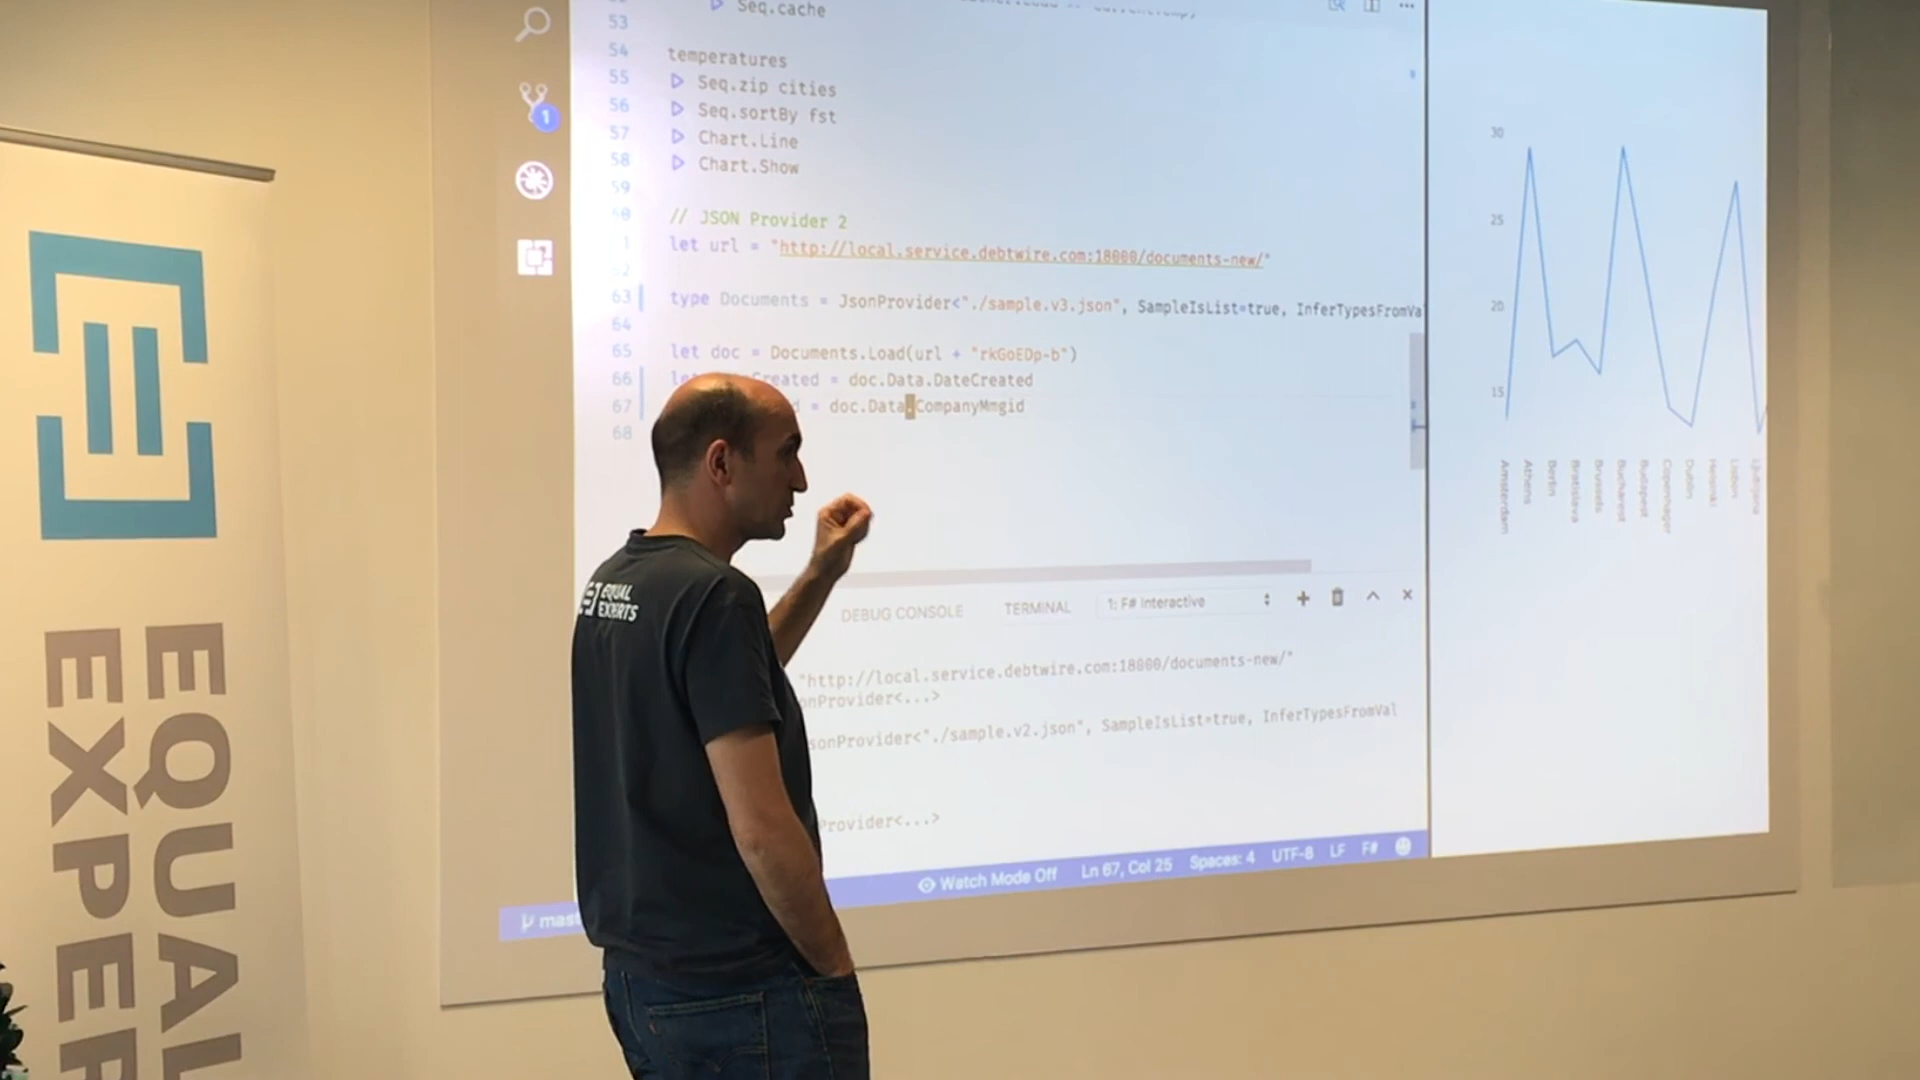 53
Seq.cache
54
temperatures
55
▷ Seq.zip cities
56
▷ Seq.sortBy fst
57
▷ Chart.Line
58
▷ Chart.Show
59
// JSON Provider 2
let url = "http://local.service.debtwire.com:18000/documents-new/"
63
type Documents = JsonProvider<"./sample.v3.json", SampleIsList=true, InferTypesFromVa
64
65
let doc = Documents.Load(url + "rkGoEDp-b")
66
Created = doc.Data.DateCreated
67
= doc.Data.CompanyMmgid
68
1
DEBUG CONSOLE
TERMINAL
1: F# Interactive
"http://local.service.debtwire.com:18000/documents-new/"
onProvider<...>
sonProvider<"./sample.v2.json", SampleIsList=true, InferTypesFromVal
Provider<...>
mast
Watch Mode Off
Ln 67, Col 25
Spaces: 4
UTF-8
LF
F#
30
25
20
15
Amsterdam
Athens
Berlin
Bratislava
Brussels
Bucharest
Budapest
Copenhagen
Dublin
Helsinki
Lisbon
Ljubljana
EQUAL
EXPERTS
EQUAL
EXPER